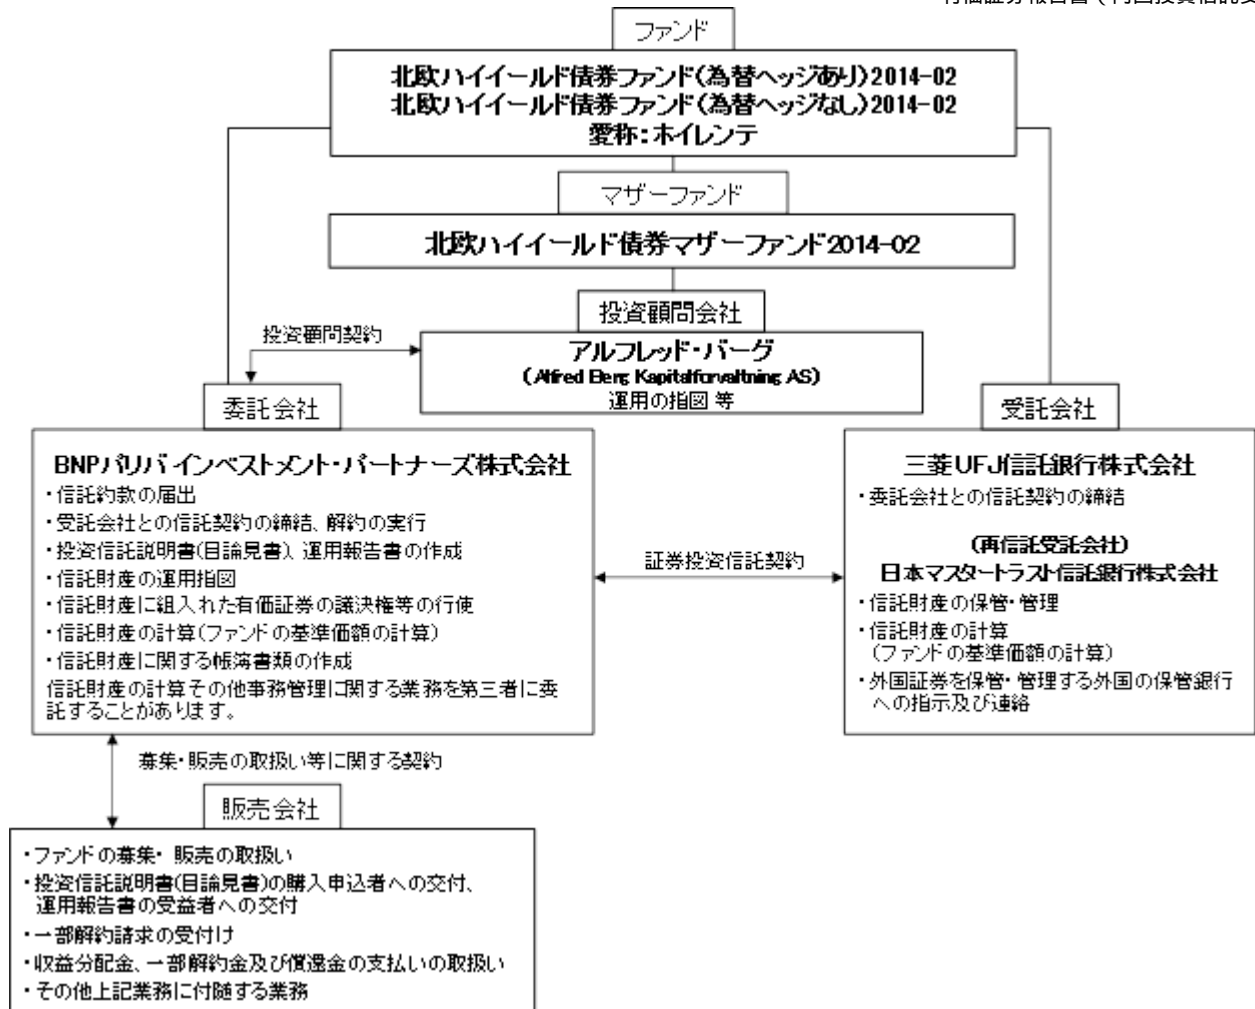 ファンド
北欧ハイイールド債券ファンド(為替ヘッジあり)2014-02
北欧ハイイールド債券ファンド(為替ヘッジなし)2014-02
愛称：ホイレンテ
マザーファンド
北欧ハイイールド債券マザーファンド2014-02
投資顧問会社
投資顧問契約
アルフレッド・バーグ
(Alfred Berg Kapitalforvaltning AS)
運用の指図 等
委託会社
受託会社
BNPパリバ インベストメント・パートナーズ株式会社
・信託約款の届出
・受託会社との信託契約の締結、解約の実行
・投資信託説明書(目論見書)、運用報告書の作成
・信託財産の運用指図
・信託財産に組入れた有価証券の議決権等の行使
・信託財産の計算(ファンドの基準価額の計算)
・信託財産に関する帳簿書類の作成
信託財産の計算その他事務管理に関する業務を第三者に委
託することがあります。
証券投資信託契約
三菱UFJ信託銀行株式会社
・委託会社との信託契約の締結
(再信託受託会社)
日本マスタートラスト信託銀行株式会社
・信託財産の保管・管理
・信託財産の計算
(ファンドの基準価額の計算)
・外国証券を保管・管理する外国の保管銀行
への指示及び連絡
募集・販売の取扱い等に関する契約
販売会社
・ファンドの募集・販売の取扱い
・投資信託説明書(目論見書)の購入申込者への交付、
運用報告書の受益者への交付
・一部解約請求の受付け
・収益分配金、一部解約金及び償還金の支払いの取扱い
・その他上記業務に付随する業務